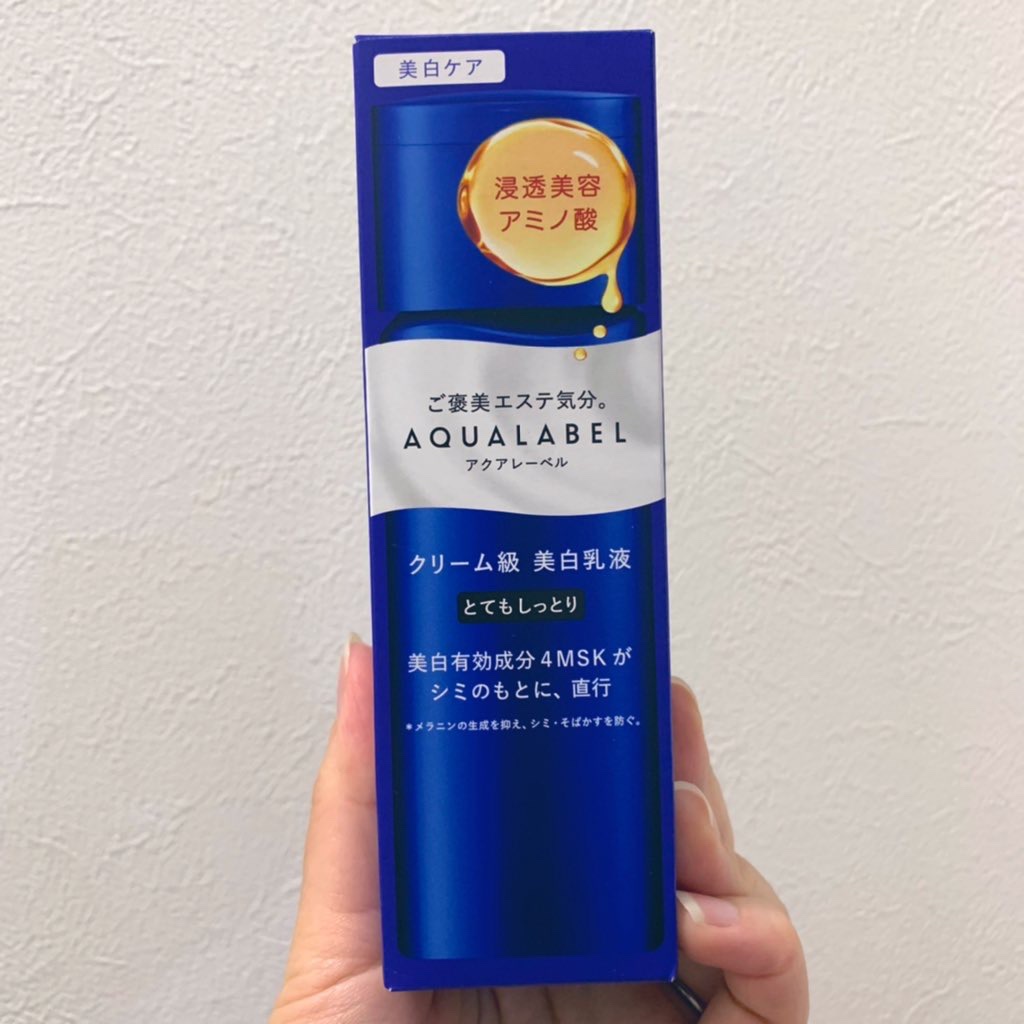 美白ケア
浸透美容
アミノ酸
ご褒美エステ気分。
AQUALABEL
アクアレーベル
クリーム級 美白乳液
とてもしっとり
美白有効成分4MSKが
シミのもとに、直行
*メラニンの生成を抑え、シミ・そばかすを防ぐ。